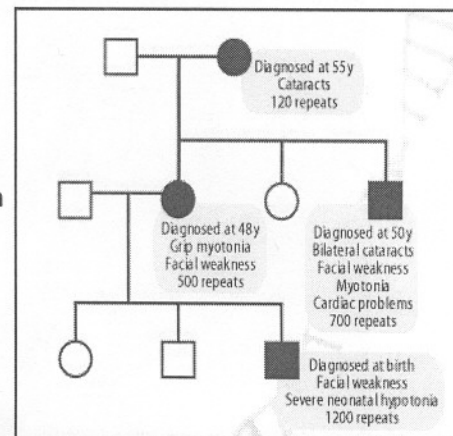 Diagnosed at 55y
Cataracts
120 repeats
Diagnosed at 48y
Grip myotonia
Facial weakness
500 repeats
Diagnosed at 50y
Bilateral cataracts
Facial weakness
Myotonia
Cardiac problems
700 repeats
Diagnosed at birth
Facial weakness
Severe neonatal hypotonia
1200 repeats